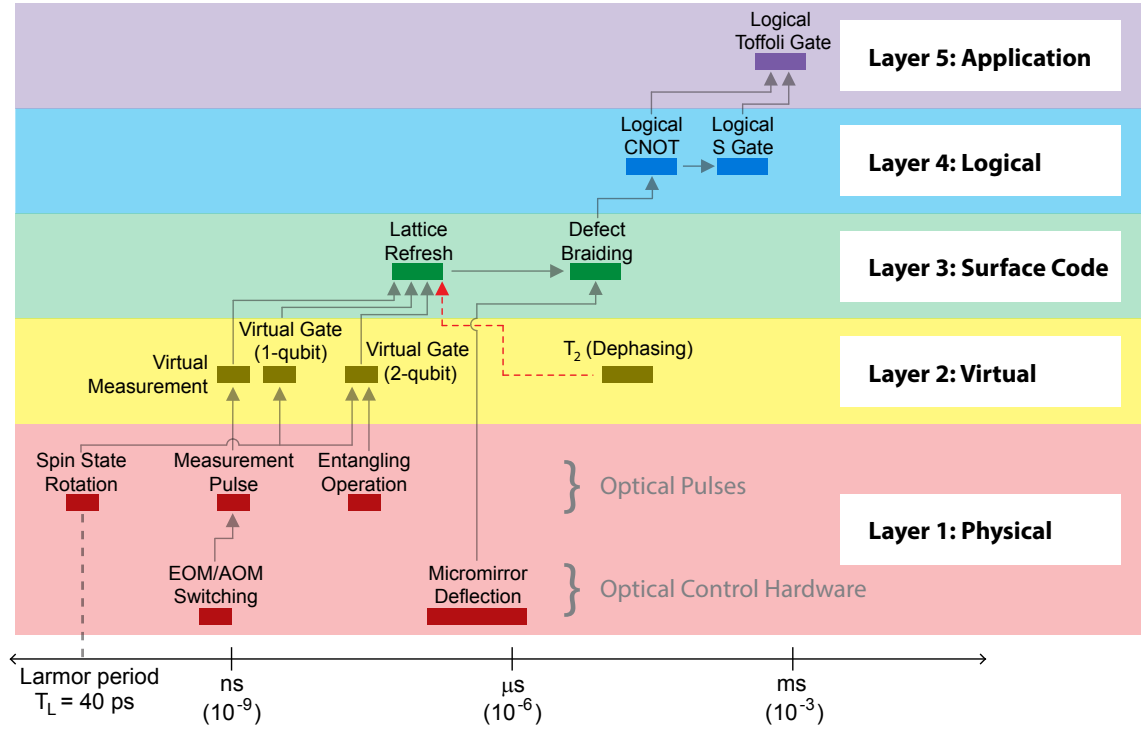 Logical
Toffoli Gate
Layer 5: Application
Logical
CNOT
Logical
S Gate
Layer 4: Logical
Lattice
Refresh
Defect
Braiding
Layer 3: Surface Code
Virtual
Measurement
Virtual Gate
(1-qubit)
Virtual Gate
(2-qubit)
T2 (Dephasing)
Layer 2: Virtual
Spin State
Rotation
Measurement
Pulse
Entangling
Operation
} Optical Pulses
Layer 1: Physical
EOM/AOM
Switching
Micromirror
Deflection
} Optical Control Hardware
Larmor period
TL = 40 ps
ns
(10-9)
μs
(10-6)
ms
(10-3)